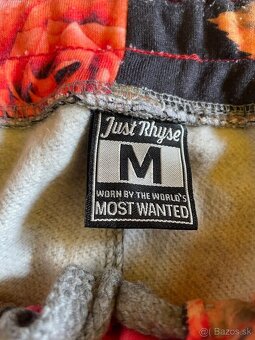 Just Rhyse
M
WORN BY THE WORLD'S
MOST WANTED
Bazos.sk